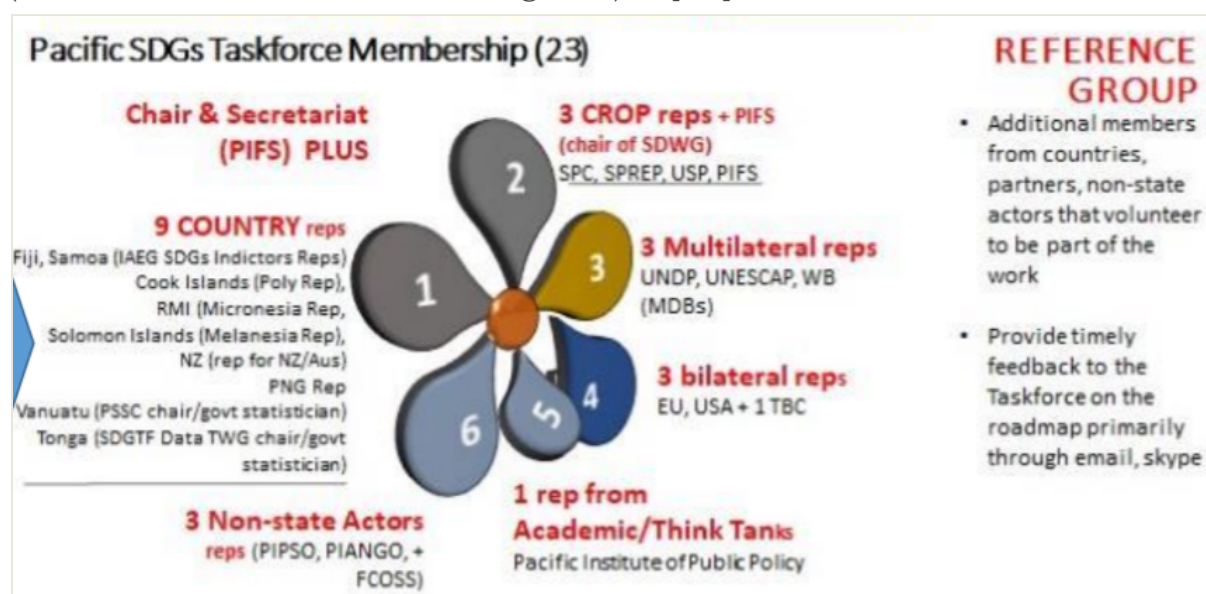 Pacific SDGs Taskforce Membership (23)
Chair & Secretariat
(PIFS) PLUS
9 COUNTRY reps
Fiji, Samoa (IAEG SDGs Indictors Reps)
Cook Islands (Poly Rep),
RMI (Micronesia Rep,
Solomon Islands (Melanesia Rep),
NZ (rep for NZ/Aus)
PNG Rep
Vanuatu (PSSC chair/govt statistician)
Tonga (SDGTF Data TWG chair/govt
statistician)
3 Non-state Actors
reps (PIPSO, PIANGO, +
FCOSS)
1
2
3
4
5
6
3 CROP reps + PIFS
(chair of SDWG)
SPC, SPREP, USP, PIFS
3 Multilateral reps
UNDP, UNESCAP, WB
(MDBs)
3 bilateral reps
EU, USA + 1 TBC
1 rep from
Academic/Think Tanks
Pacific Institute of Public Policy
REFERENCE
GROUP
• Additional members
from countries,
partners, non-state
actors that volunteer
to be part of the
work
• Provide timely
feedback to the
Taskforce on the
roadmap primarily
through email, skype